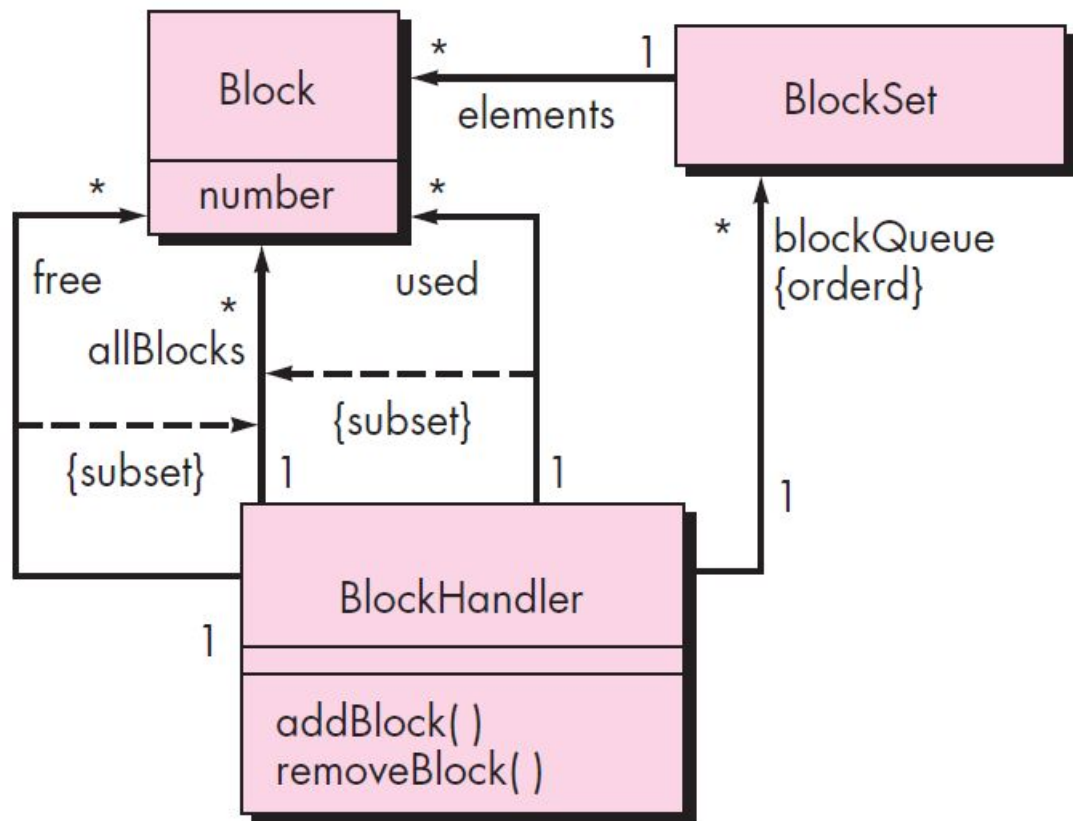 Block
number
*
1
elements
BlockSet
*
*
free
used
*
allBlocks
{subset}
{subset}
*
blockQueue
{orderd}
1
1
1
1
BlockHandler
addBlock( )
removeBlock( )